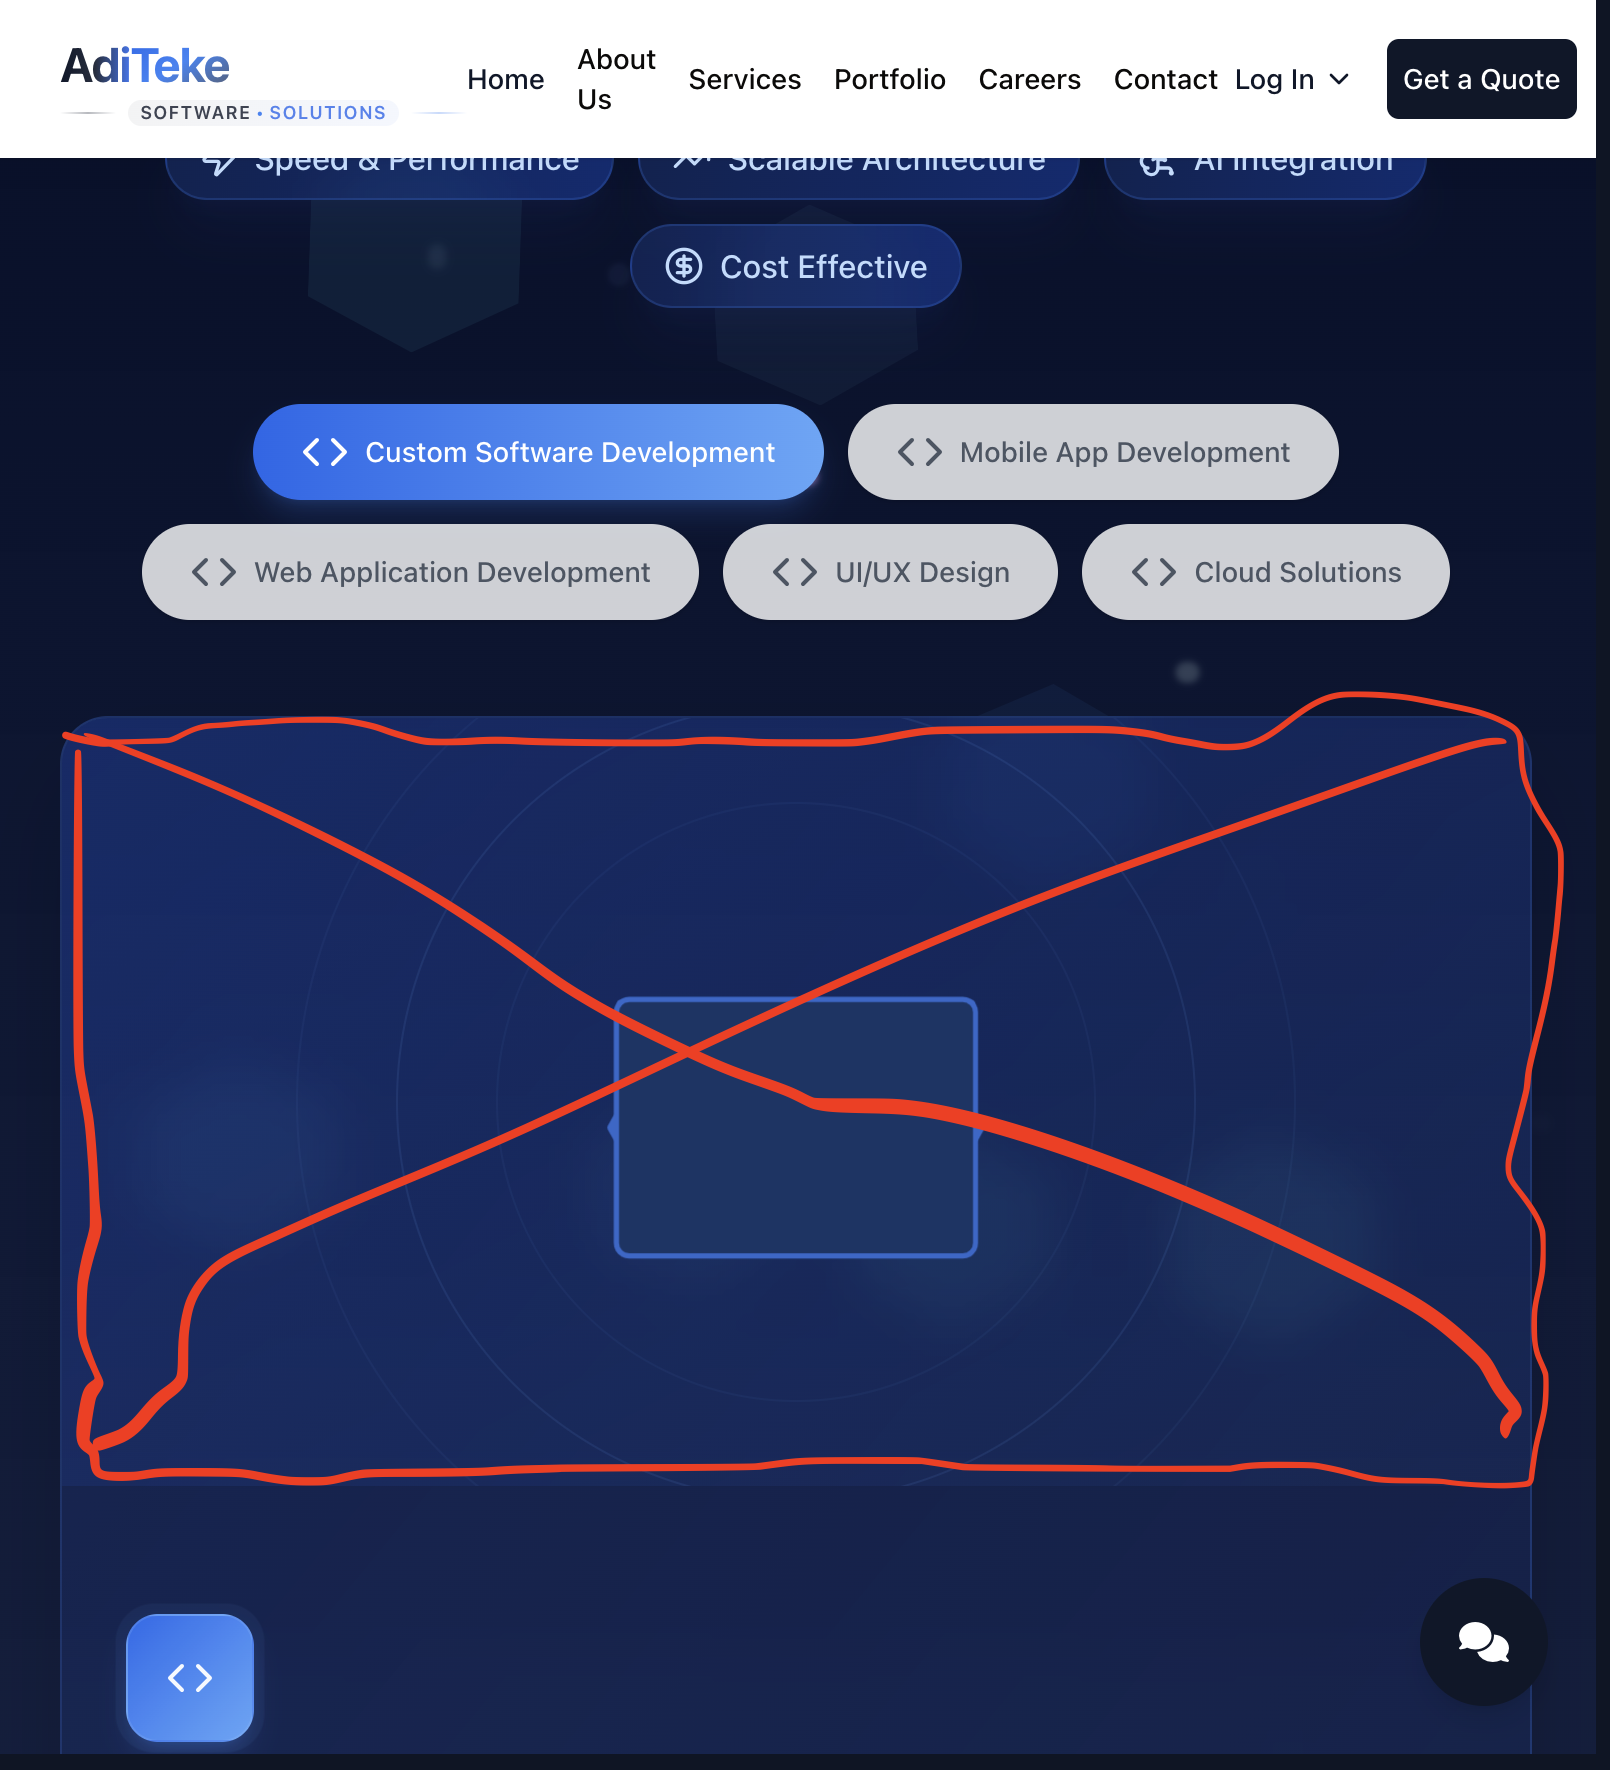 AdiTeke
SOFTWARE • SOLUTIONS
Home
About Us
Services
Portfolio
Careers
Contact
Log In
Get a Quote
Speed & Performance
Scalable Architecture
AI Integration
Cost Effective
Custom Software Development
Mobile App Development
Web Application Development
UI/UX Design
Cloud Solutions